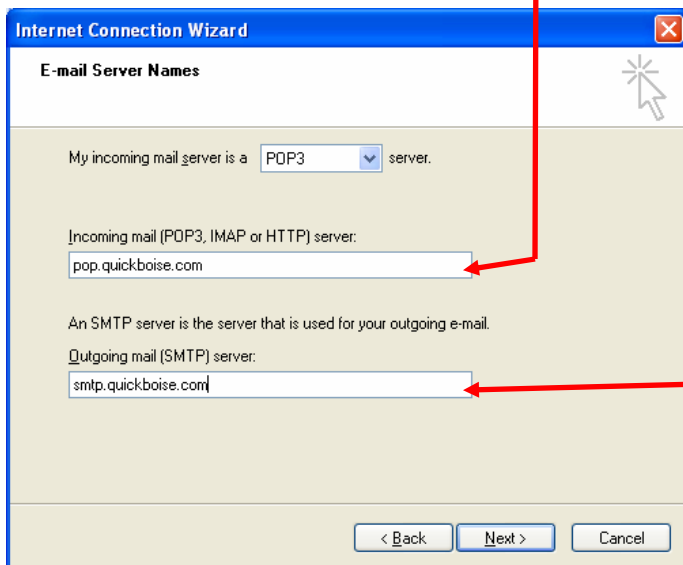 Internet Connection Wizard
E-mail Server Names
My incoming mail server is a POP3 server.
Incoming mail (POP3, IMAP or HTTP) server:
pop.quickboise.com
An SMTP server is the server that is used for your outgoing e-mail.
Outgoing mail (SMTP) server:
smtp.quickboise.com
< Back Next > Cancel